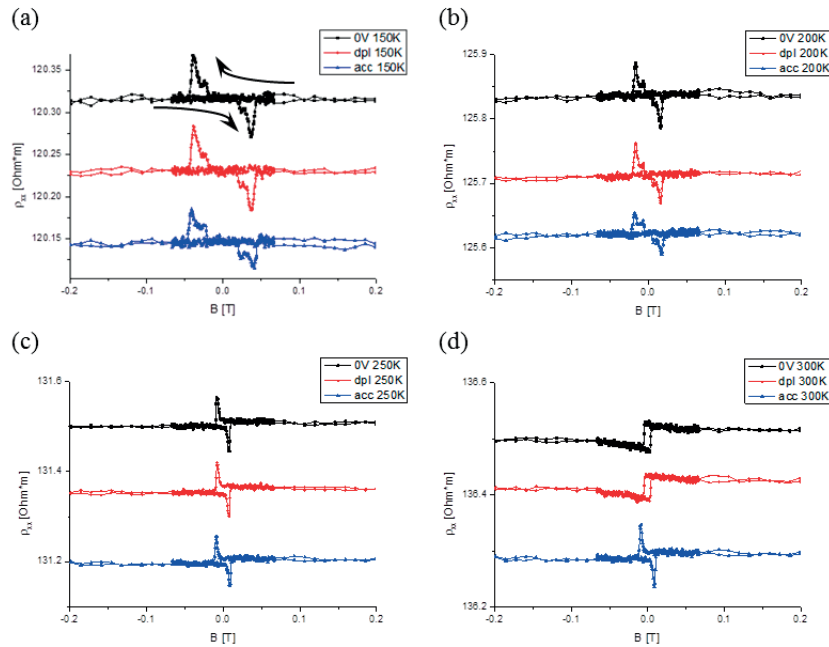 (a)
0V 150K
dpl 150K
acc 150K
120.35
120.30
120.25
120.20
120.15
ρxx [Ohm*m]
-0.2
-0.1
0.0
0.1
0.2
B [T]
(b)
0V 200K
dpl 200K
acc 200K
125.9
125.8
125.7
125.6
ρxx [Ohm*m]
-0.2
-0.1
0.0
0.1
0.2
B [T]
(c)
0V 250K
dpl 250K
acc 250K
131.6
131.4
131.2
ρxx [Ohm*m]
-0.2
-0.1
0.0
0.1
0.2
B [T]
(d)
0V 300K
dpl 300K
acc 300K
136.6
136.4
136.2
ρxx [Ohm*m]
-0.2
-0.1
0.0
0.1
0.2
B [T]